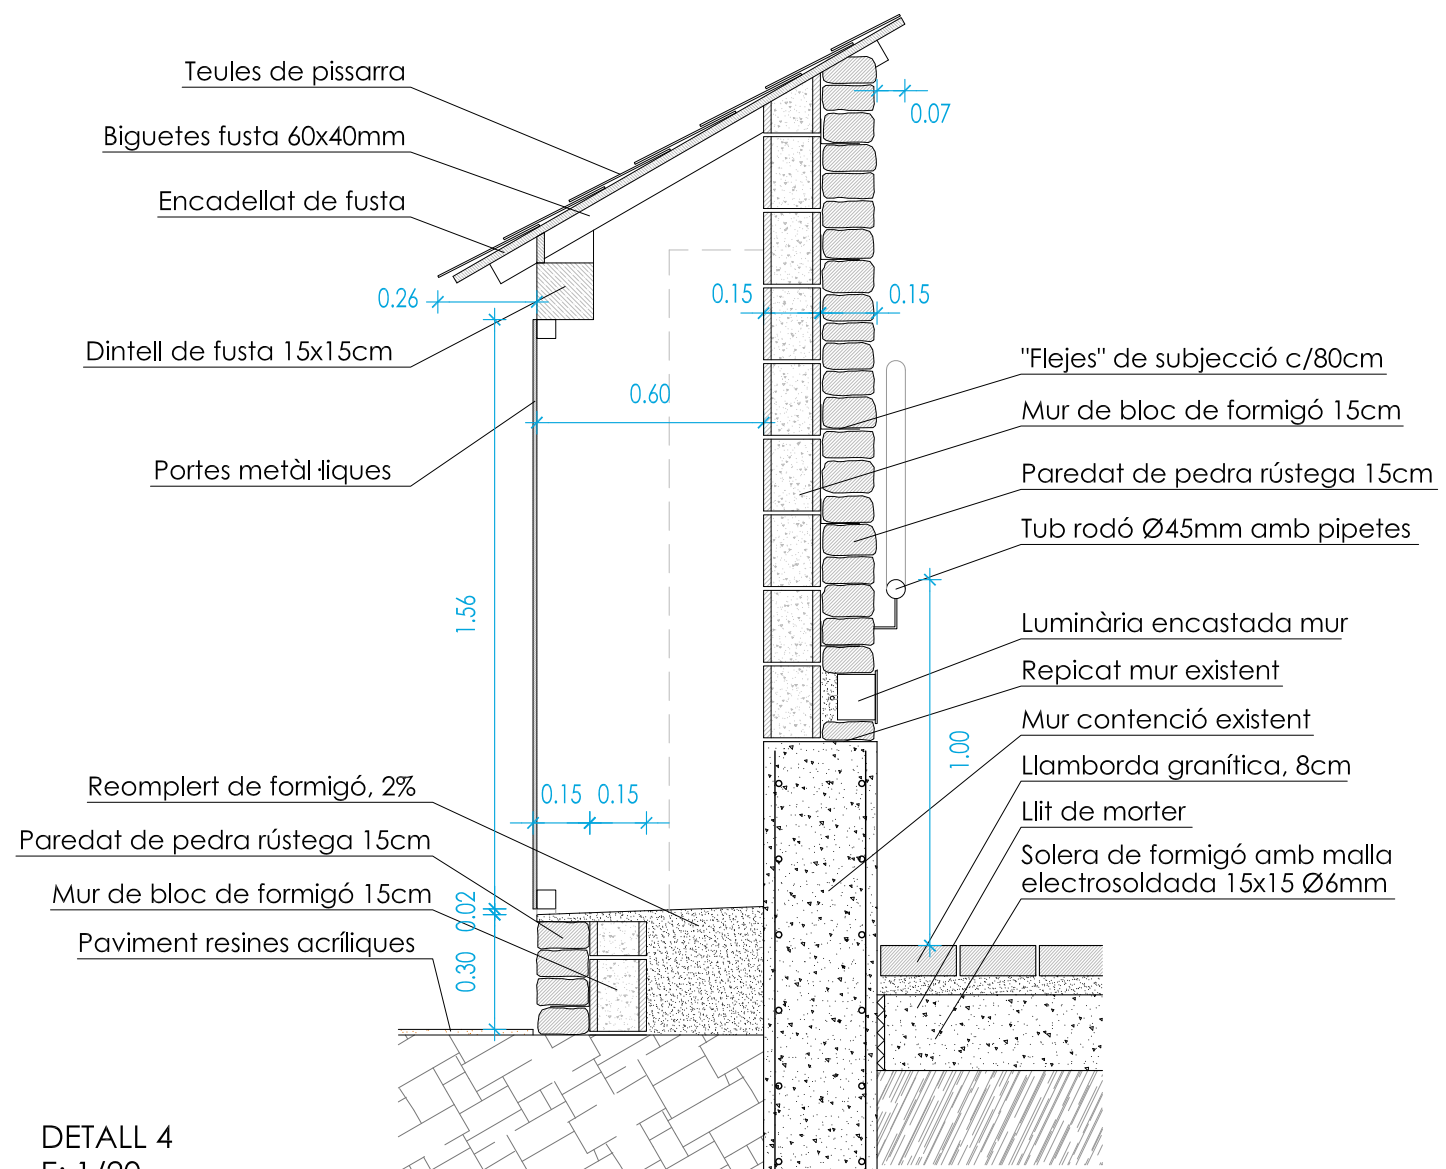 Teules de pissarra
Biguetes fusta 60x40mm
Encadellat de fusta
0.07
0.26
0.15
0.15
Dintell de fusta 15x15cm
"Flejes" de subjecció c/80cm
0.60
Mur de bloc de formigó 15cm
Portes metàl·liques
Paredat de pedra rústega 15cm
Tub rodó Ø45mm amb pipetes
1.56
Luminària encastada mur
Repicat mur existent
Mur contenció existent
1.00
Llamborda granítica, 8cm
Reomplert de formigó, 2%
0.15
0.15
Llit de morter
Paredat de pedra rústega 15cm
Solera de formigó amb malla
electrosoldada 15x15 Ø6mm
Mur de bloc de formigó 15cm
0.02
Paviment resines acríliques
0.30
DETALL 4